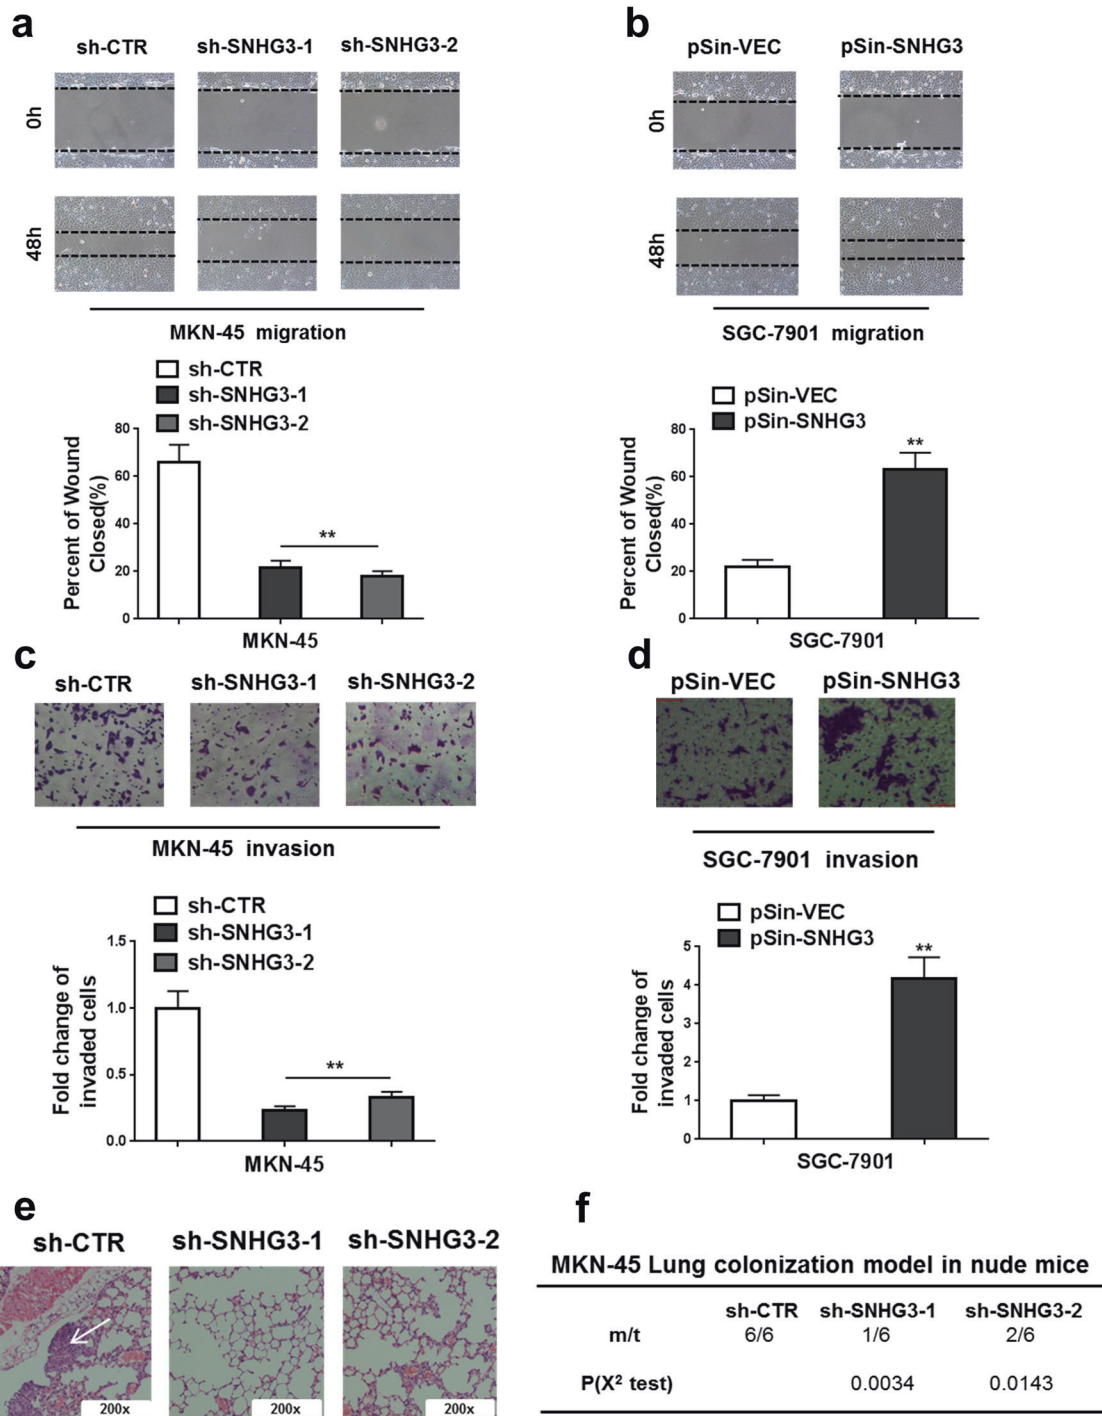 a
sh-CTR sh-SNHG3-1 sh-SNHG3-2
0h
48h
MKN-45 migration
sh-CTR
sh-SNHG3-1
sh-SNHG3-2
Percent of Wound
Closed(%)
80
60
40
20
0
**
MKN-45
b
pSin-VEC pSin-SNHG3
0h
48h
SGC-7901 migration
pSin-VEC
pSin-SNHG3
Percent of Wound
Closed(%)
80
60
40
20
0
**
SGC-7901
c
sh-CTR sh-SNHG3-1 sh-SNHG3-2
MKN-45 invasion
sh-CTR
sh-SNHG3-1
sh-SNHG3-2
Fold change of
invaded cells
1.5
1.0
0.5
0.0
**
MKN-45
d
pSin-VEC pSin-SNHG3
SGC-7901 invasion
pSin-VEC
pSin-SNHG3
Fold change of
invaded cells
5
4
3
2
1
0
**
SGC-7901
e
sh-CTR sh-SNHG3-1 sh-SNHG3-2
200x 200x 200x
f
MKN-45 Lung colonization model in nude mice
sh-CTR sh-SNHG3-1 sh-SNHG3-2
m/t 6/6 1/6 2/6
P(X² test) 0.0034 0.0143